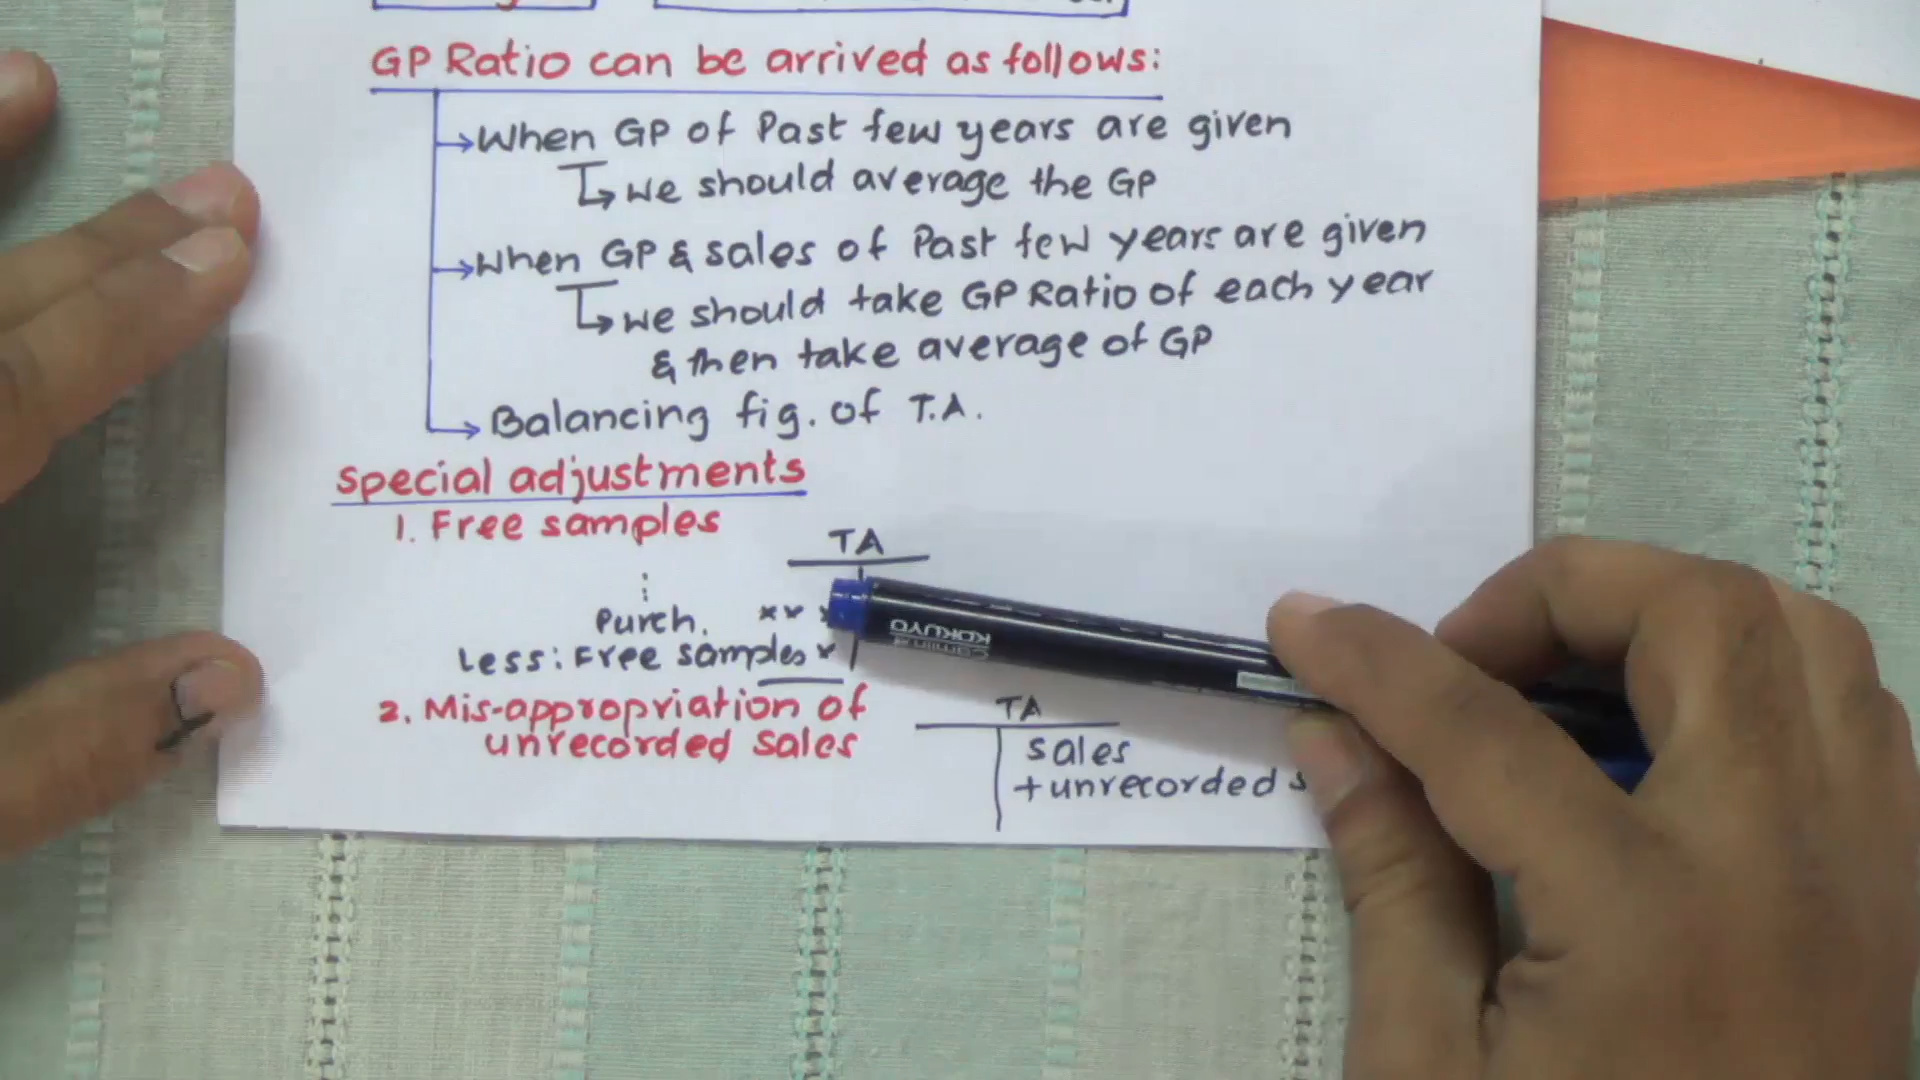 GP Ratio can be arrived as follows:
When GP of Past few years are given
we should average the GP
When GP & sales of Past few years are given
we should take GP Ratio of each year
& then take average of GP
Balancing fig. of T.A.
Special adjustments
1. Free samples
TA
Purch.
Less: Free samples
2. Mis-appropriation of
unrecorded sales
TA
sales
+unrecorded s
camlin
KOKUYO